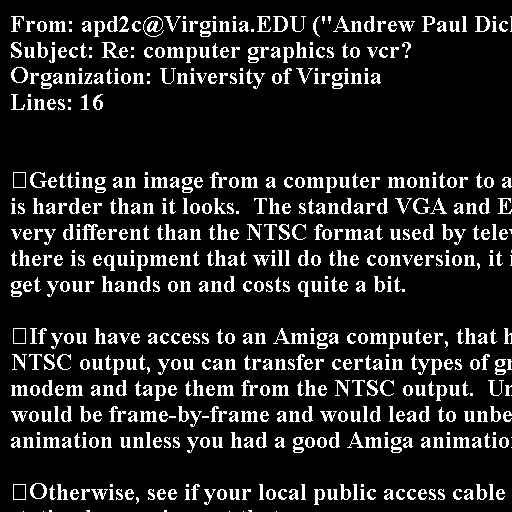 From: apd2c@Virginia.EDU ("Andrew Paul Dick
Subject: Re: computer graphics to vcr?
Organization: University of Virginia
Lines: 16
Getting an image from a computer monitor to a
is harder than it looks.  The standard VGA and E
very different than the NTSC format used by telev
there is equipment that will do the conversion, it i
get your hands on and costs quite a bit.
If you have access to an Amiga computer, that h
NTSC output, you can transfer certain types of gr
modem and tape them from the NTSC output.  Un
would be frame-by-frame and would lead to unbe
animation unless you had a good Amiga animatio
Otherwise, see if your local public access cable